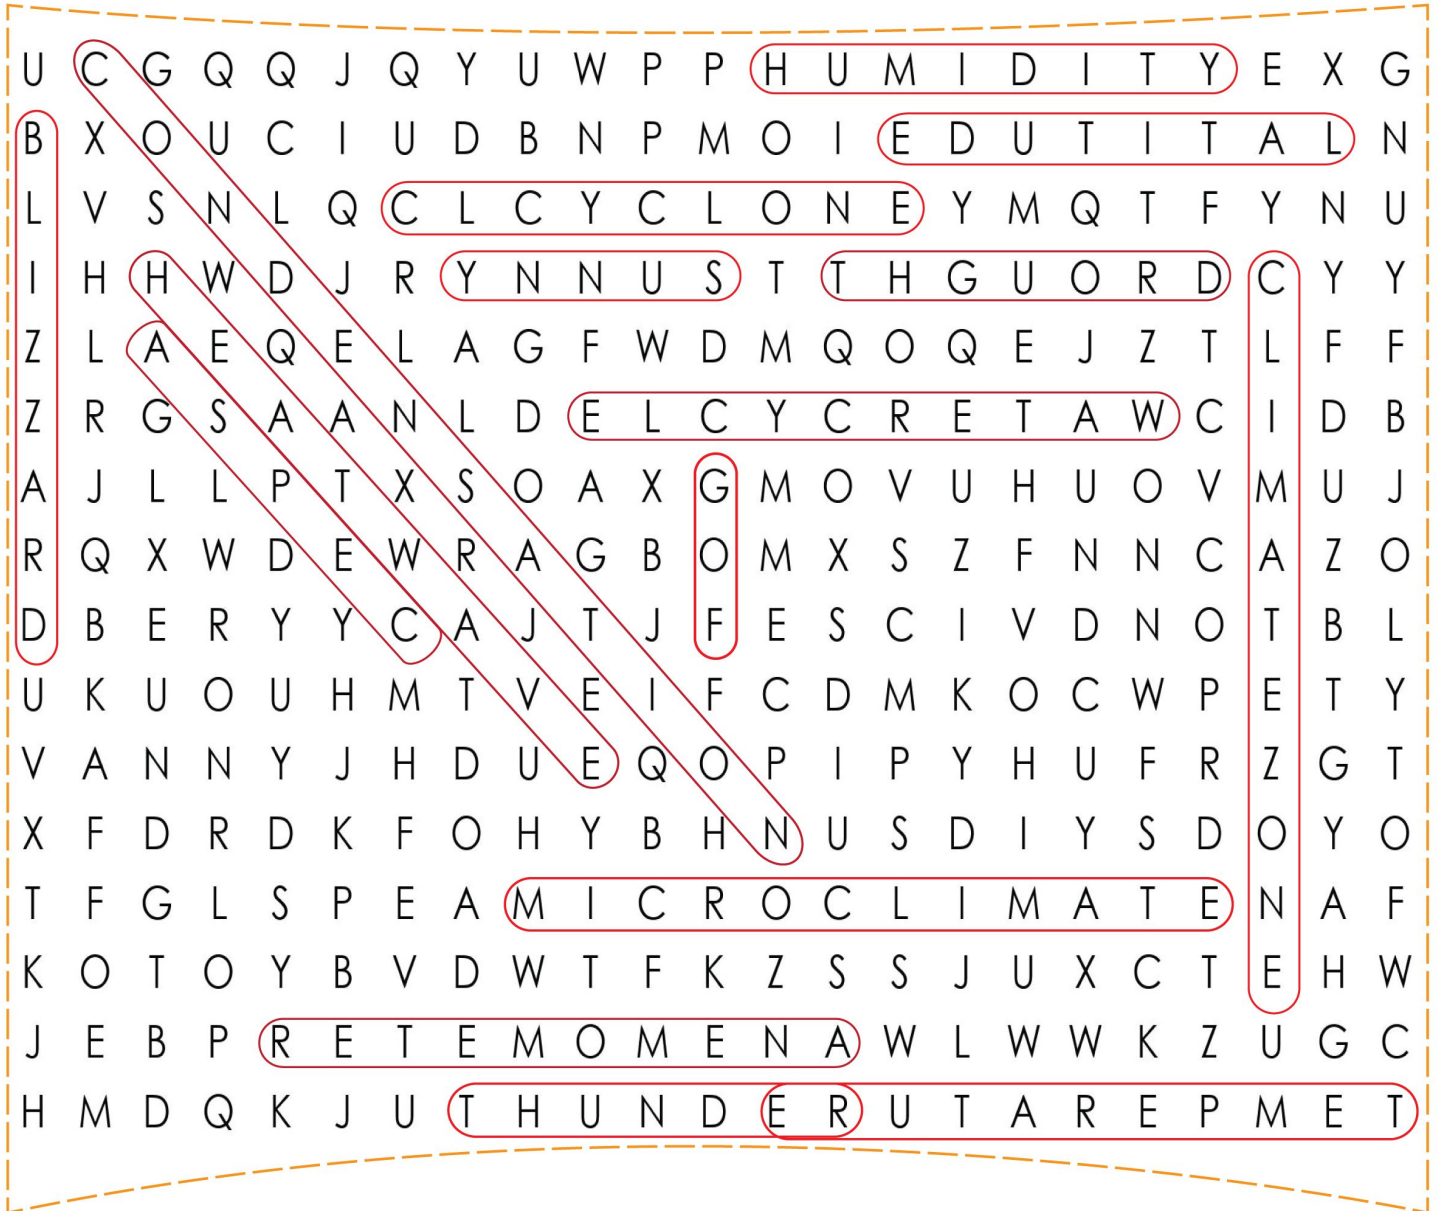 U C G Q Q J Q Y U W P P H U M I D I T Y E X G
B X O U C I U D B N P M O I E D U T I T A L N
L V S N L Q C L C Y C L O N E Y M Q T F Y N U
I H H W D J R Y N N U S T T H G U O R D C Y Y
Z L A E Q E L A G F W D M Q O Q E J Z T L F F
Z R G S A A N L D E L C Y C R E T A W C I D B
A J L L P T X S O A X G M O V U H U O V M U J
R Q X W D E W R A G B O M X S Z F N N C A Z O
D B E R Y Y C A J T J F E S C I V D N O T B L
U K U O U H M T V E I F C D M K O C W P E T Y
V A N N Y J H D U E Q O P I P Y H U F R Z G T
X F D R D K F O H Y B H N U S D I Y S D O Y O
T F G L S P E A M I C R O C L I M A T E N A F
K O T O Y B V D W T F K Z S S J U X C T E H W
J E B P R E T E M O M E N A W L W W K Z U G C
H M D Q K J U T H U N D E R U T A R E P M E T